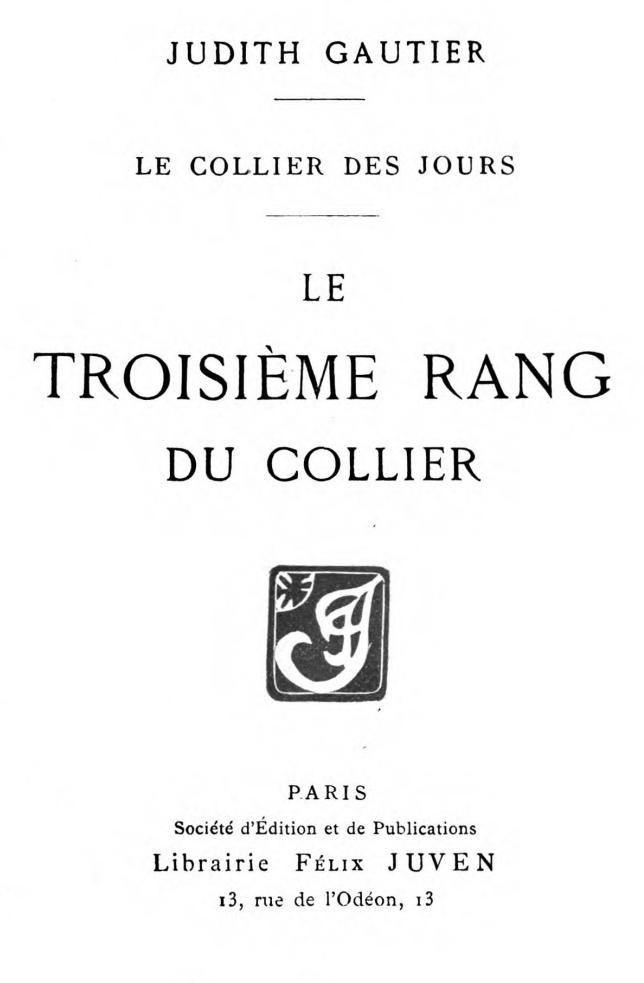 JUDITH GAUTIER
LE COLLIER DES JOURS
LE
TROISIÈME RANG
DU COLLIER
PARIS
Société d'Édition et de Publications
Librairie FÉLIX JUVEN
13, rue de l'Odéon, 13